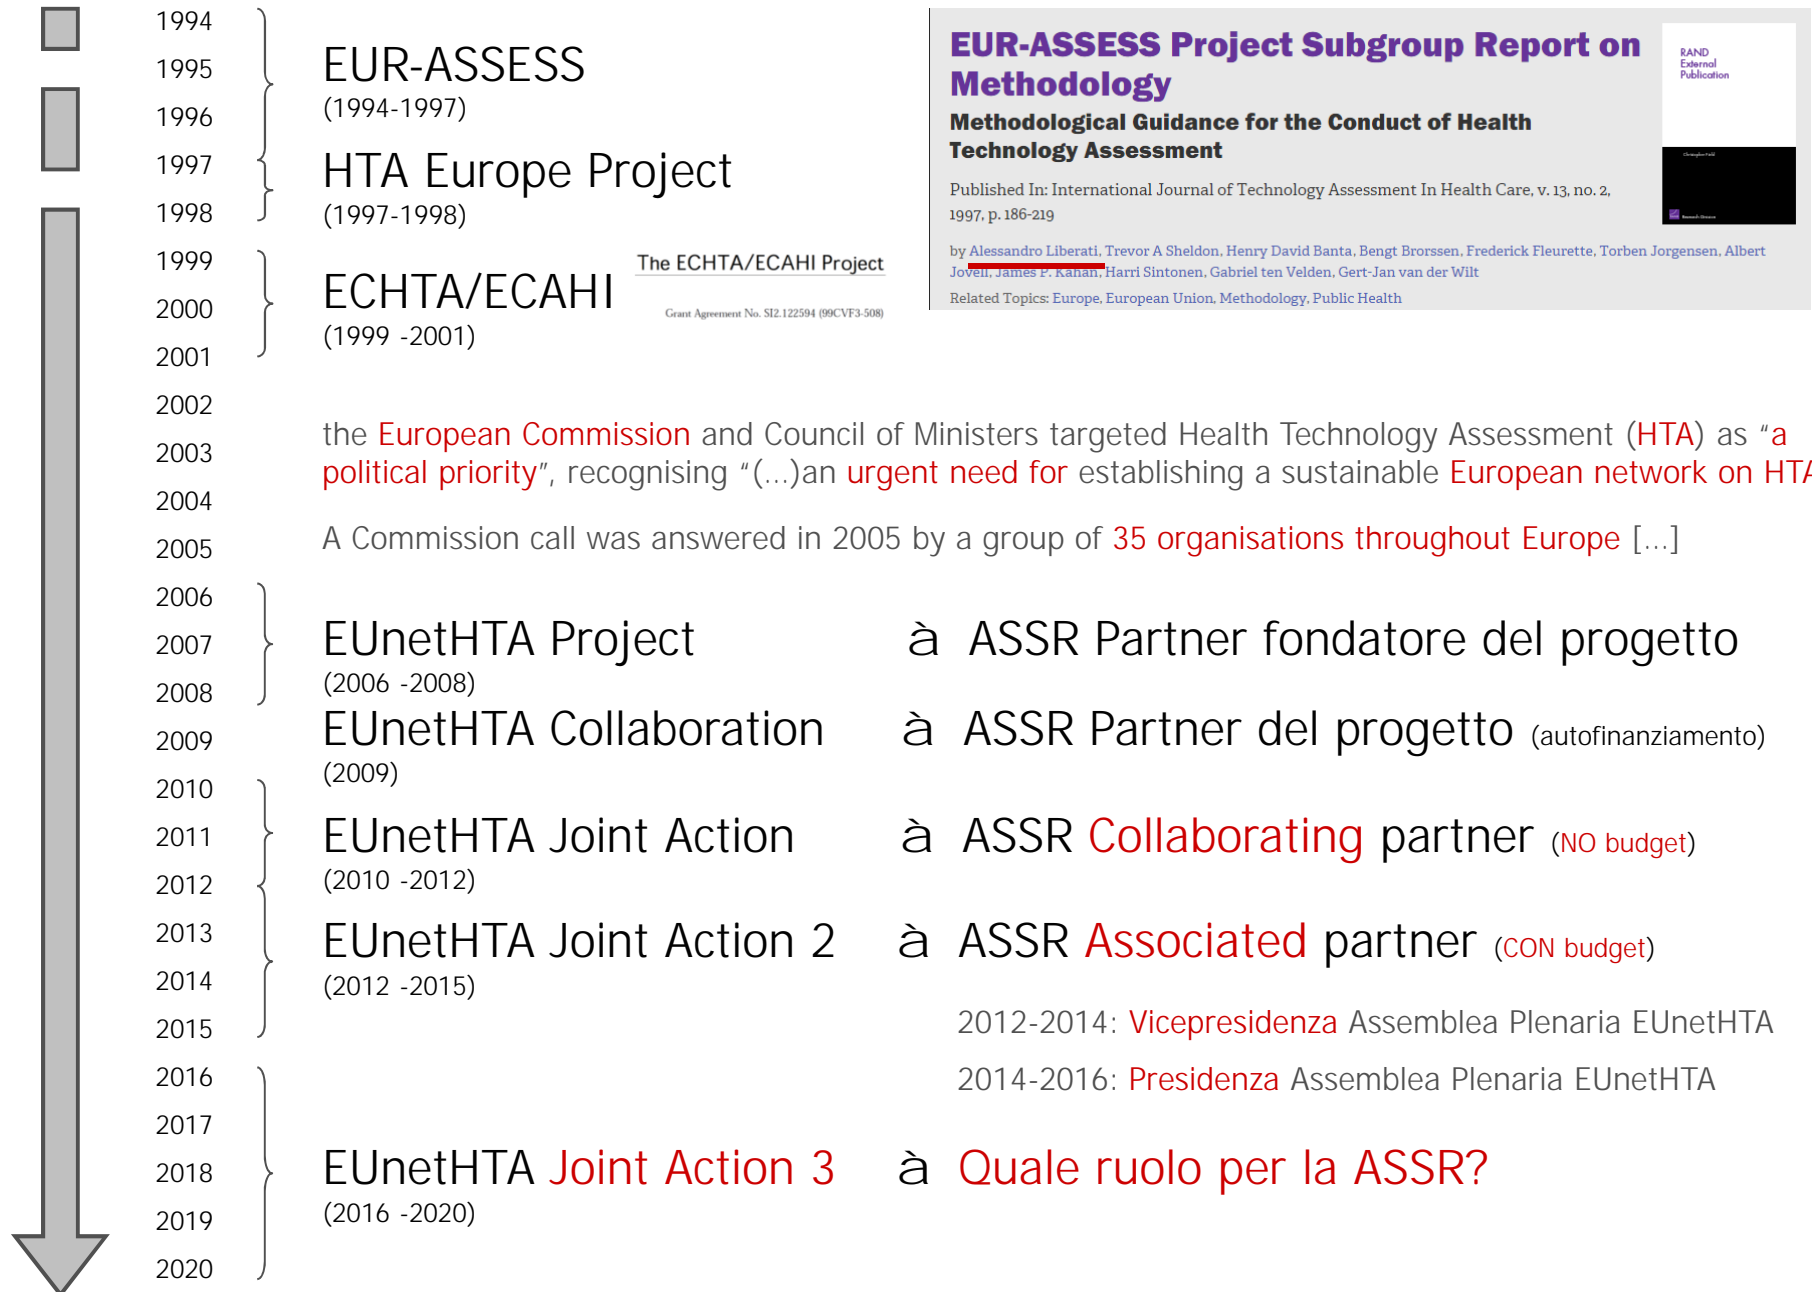 1994
1995
1996
1997
1998
1999
2000
2001
2002
2003
2004
2005
2006
2007
2008
2009
2010
2011
2012
2013
2014
2015
2016
2017
2018
2019
2020
EUR-ASSESS
(1994-1997)
HTA Europe Project
(1997-1998)
ECHTA/ECAHI
(1999 -2001)
The ECHTA/ECAHI Project
Grant Agreement No. SI2.122594 (99CVF3-508)
EUR-ASSESS Project Subgroup Report on
Methodology
Methodological Guidance for the Conduct of Health
Technology Assessment
Published In: International Journal of Technology Assessment In Health Care, v. 13, no. 2,
1997, p. 186-219
by Alessandro Liberati, Trevor A Sheldon, Henry David Banta, Bengt Brorssen, Frederick Fleurette, Torben Jorgensen, Albert
Jovell, James P. Kahan, Harri Sintonen, Gabriel ten Velden, Gert-Jan van der Wilt
Related Topics: Europe, European Union, Methodology, Public Health
RAND
External
Publication
the European Commission and Council of Ministers targeted Health Technology Assessment (HTA) as "a
political priority", recognising "(...)an urgent need for establishing a sustainable European network on HTA
A Commission call was answered in 2005 by a group of 35 organisations throughout Europe [...]
EUnetHTA Project à ASSR Partner fondatore del progetto
(2006 -2008)
EUnetHTA Collaboration à ASSR Partner del progetto (autofinanziamento)
(2009)
EUnetHTA Joint Action à ASSR Collaborating partner (NO budget)
(2010 -2012)
EUnetHTA Joint Action 2 à ASSR Associated partner (CON budget)
(2012 -2015)
2012-2014: Vicepresidenza Assemblea Plenaria EUnetHTA
2014-2016: Presidenza Assemblea Plenaria EUnetHTA
EUnetHTA Joint Action 3 à Quale ruolo per la ASSR?
(2016 -2020)